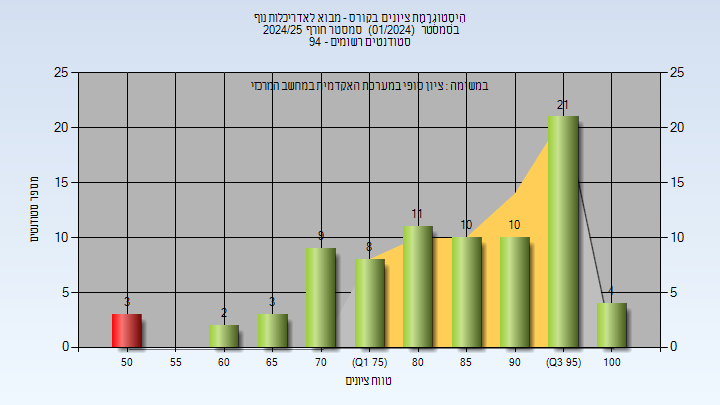 היסטוגרמת ציונים בקורס - מבוא לאדריכלות נוף
בסמסטר (01/2024) סמסטר חורף 2024/25
סטודנטים רשומים - 94
במשימה : ציון סופי במערכת האקדמית במחשב המרכזי
25 25
20 20
15 15
10 10
5 5
0 0
3 2 3 9 8 11 10 10 21 4
50 55 60 65 70 (Q1 75) 80 85 90 (Q3 95) 100
מספר סטודנטים
טווח ציונים